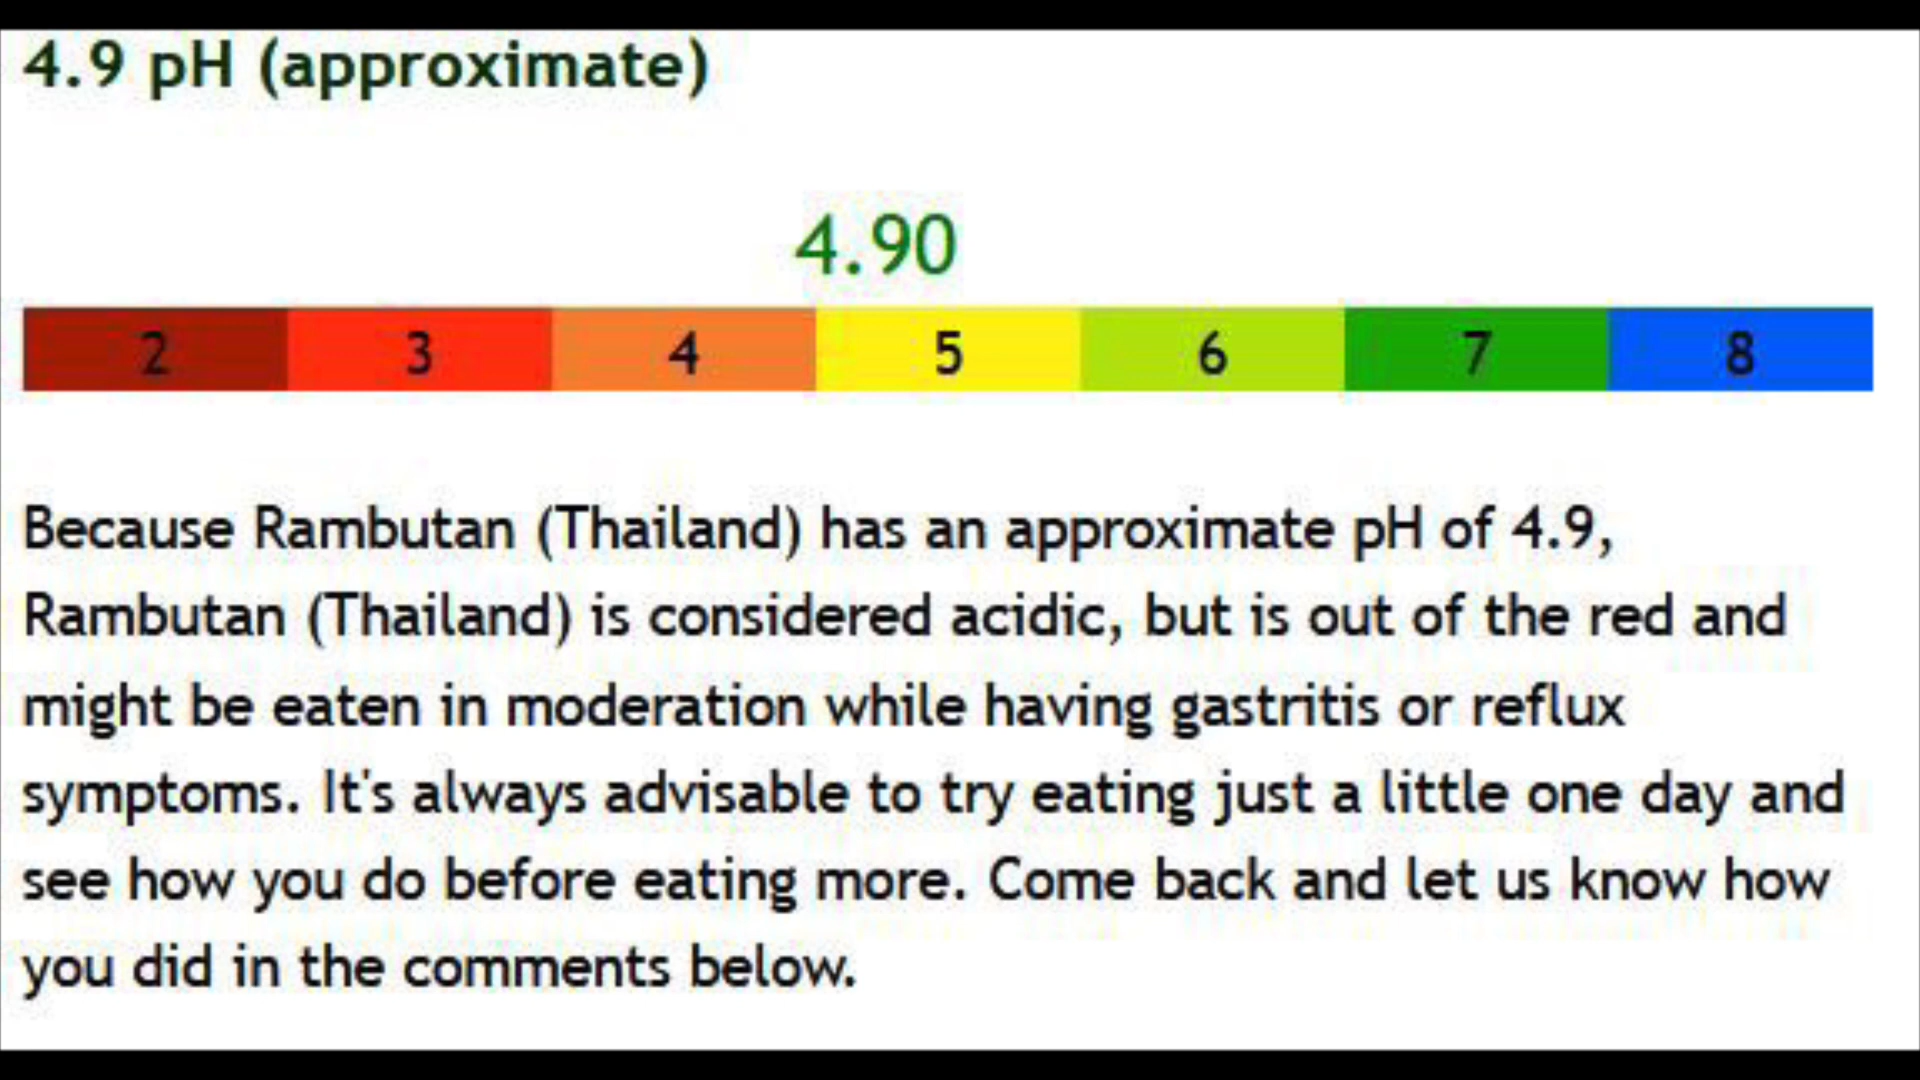 4.9 pH (approximate)
4.90
2 3 4 5 6 7 8
Because Rambutan (Thailand) has an approximate pH of 4.9,
Rambutan (Thailand) is considered acidic, but is out of the red and
might be eaten in moderation while having gastritis or reflux
symptoms. It's always advisable to try eating just a little one day and
see how you do before eating more. Come back and let us know how
you did in the comments below.